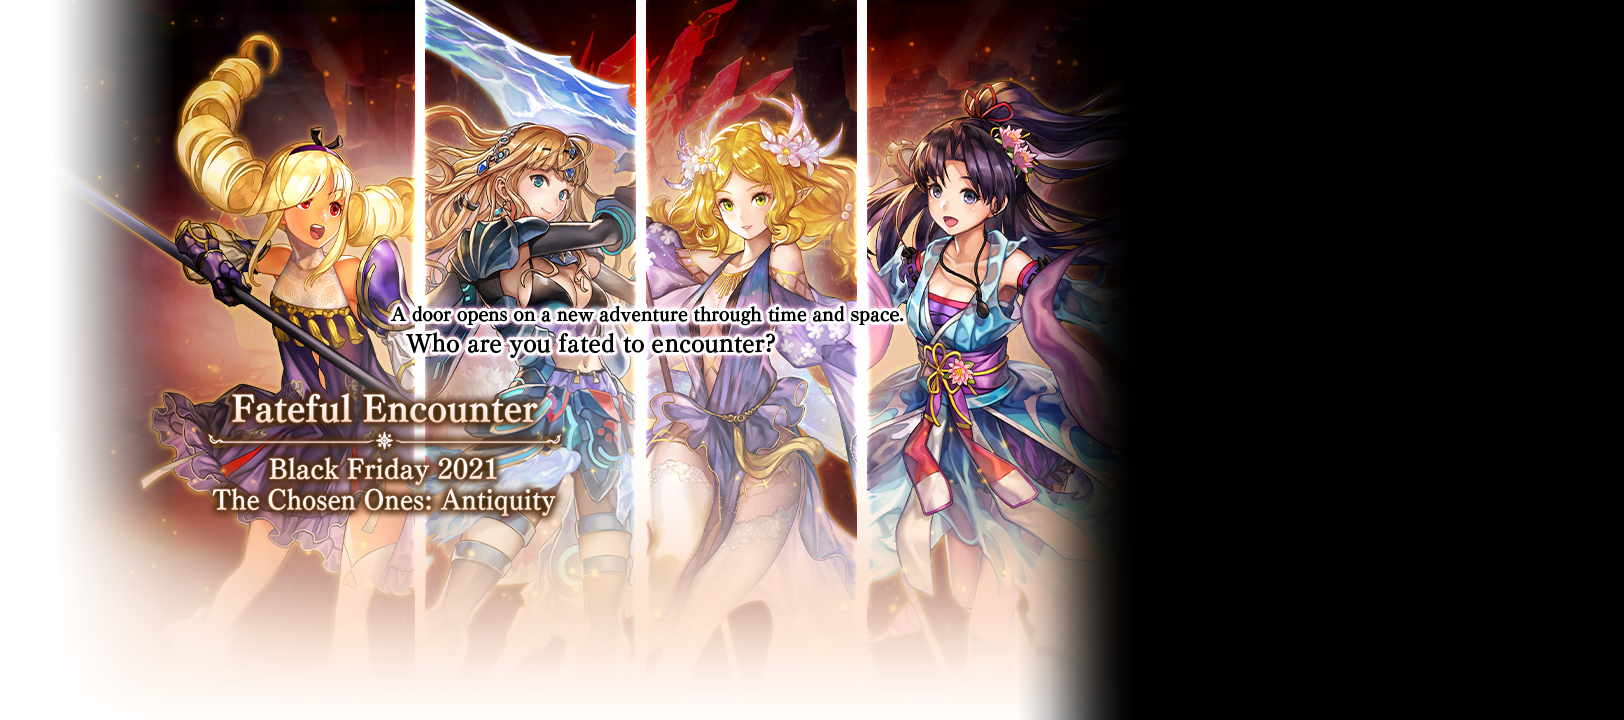 A door opens on a new adventure through time and space.
Who are you fated to encounter?
Fateful Encounter
Black Friday 2021
The Chosen Ones: Antiquity